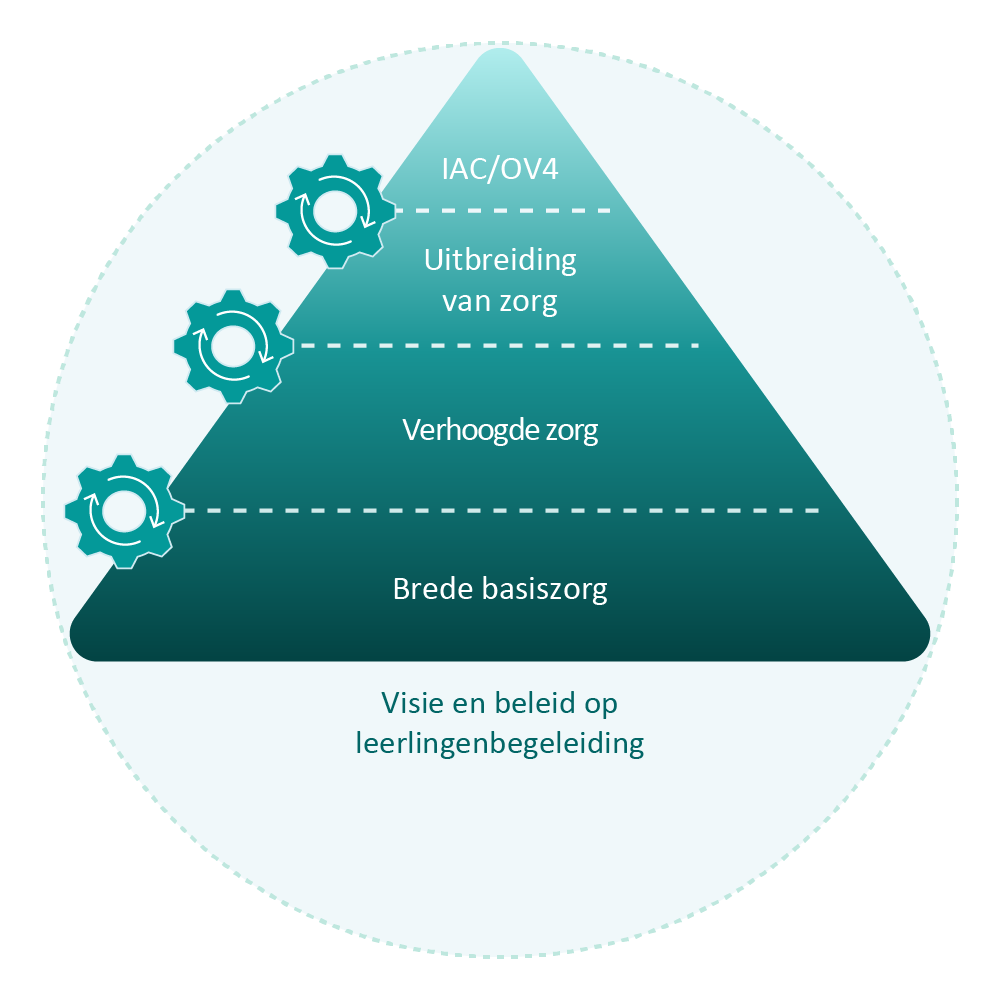 IAC/OV4
Uitbreiding
van zorg
Verhoogde zorg
Brede basiszorg
Visie en beleid op
leerlingenbegeleiding